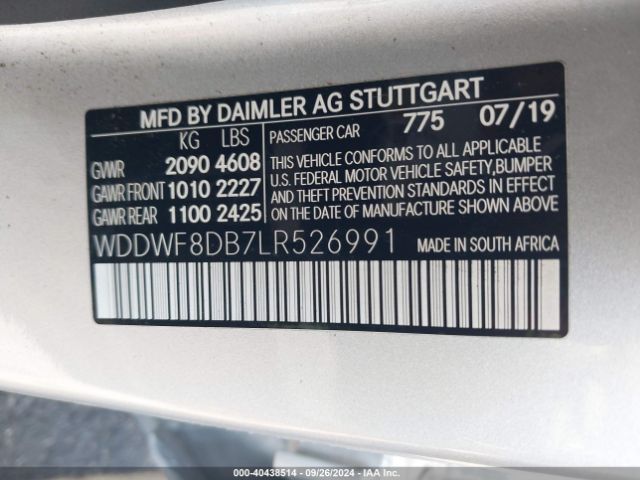 MFD BY DAIMLER AG STUTTGART
KG LBS
GVWR 2090 4608
GAWR FRONT 1010 2227
GAWR REAR 1100 2425
PASSENGER CAR 775 07/19
THIS VEHICLE CONFORMS TO ALL APPLICABLE
U.S. FEDERAL MOTOR VEHICLE SAFETY,BUMPER
AND THEFT PREVENTION STANDARDS IN EFFECT
ON THE DATE OF MANUFACTURE SHOWN ABOVE
WDDWF8DB7LR526991 MADE IN SOUTH AFRICA
000-40438514 - 09/26/2024 - IAA Inc.